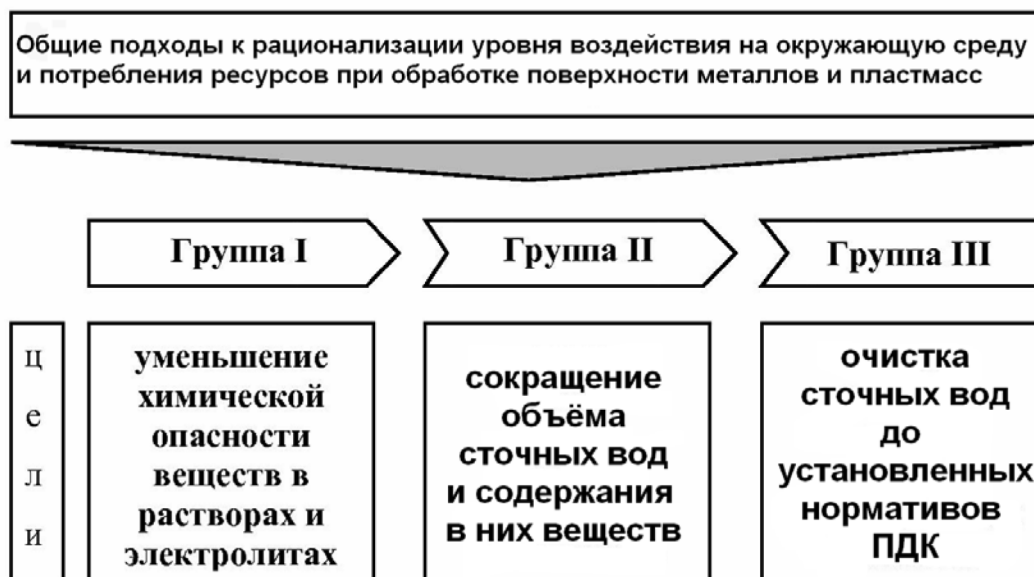 Общие подходы к рационализации уровня воздействия на окружающую среду
и потребления ресурсов при обработке поверхности металлов и пластмасс
Группа I
Группа II
Группа III
ц
е
л
и
уменьшение
химической
опасности
веществ в
растворах и
электролитах
сокращение
объёма
сточных вод
и содержания
в них веществ
очистка
сточных вод
до
установленных
нормативов
ПДК